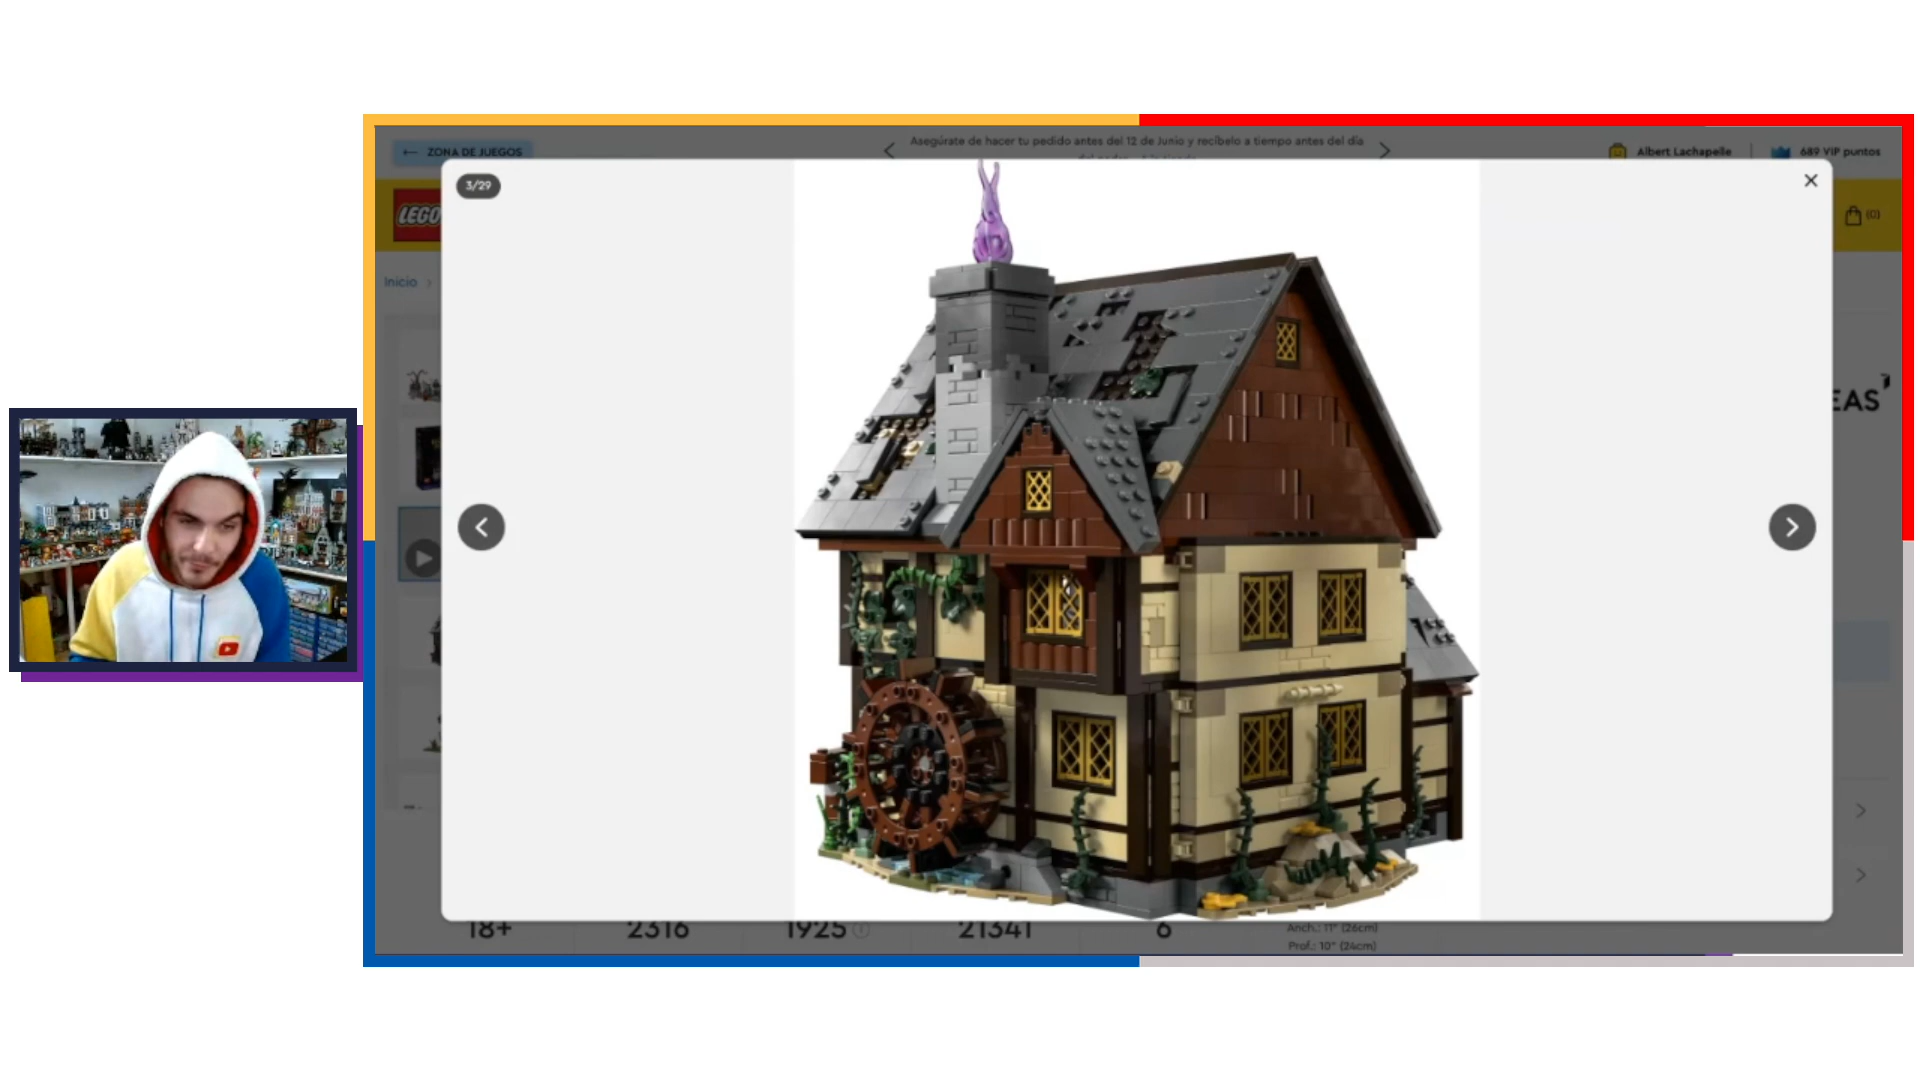 ← ZONA DE JUEGOS
Asegúrate de hacer tu pedido antes del 12 de Junio y recíbelo a tiempo antes del día
Albert Lachapelle
689 VIP puntos
3/29
LEGO
(0)
Inicio
EAS
18+
2316
1925
21341
6
Anch.: 11" (26cm)
Prof.: 10" (24cm)